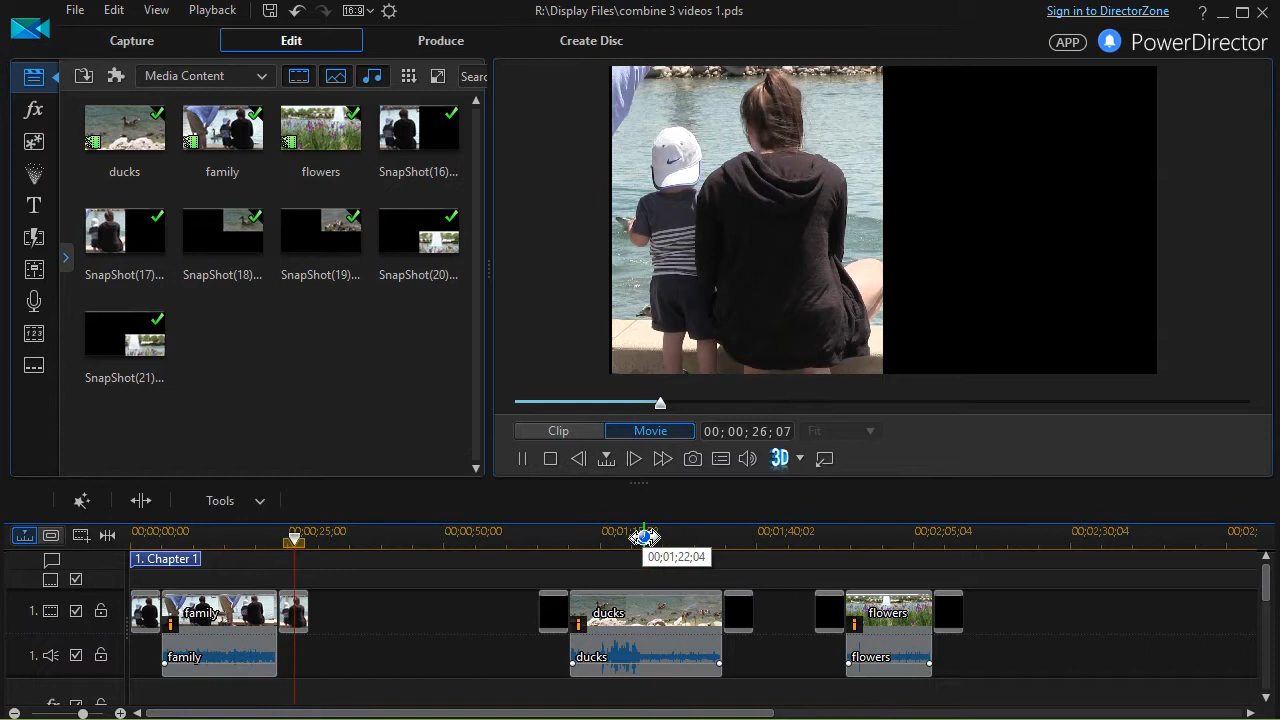 File Edit View Playback 16:9 R:\Display Files\combine 3 videos 1.pds Sign in to DirectorZone ?
Capture Edit Produce Create Disc APP PowerDirector
Media Content Sear
ducks family flowers SnapShot(16)...
SnapShot(17)... SnapShot(18)... SnapShot(19)... SnapShot(20)...
SnapShot(21)...
Clip Movie 00; 00; 26; 07 Fit
3D
Tools
00;00;00;00 00;00;25;00 00;00;50;00 00;01; 00;01;40;02 00;02;05;04 00;02;30;04 00;02;
00;01;22;04
1. Chapter 1
1. family ducks flowers
1. family ducks flowers
fx